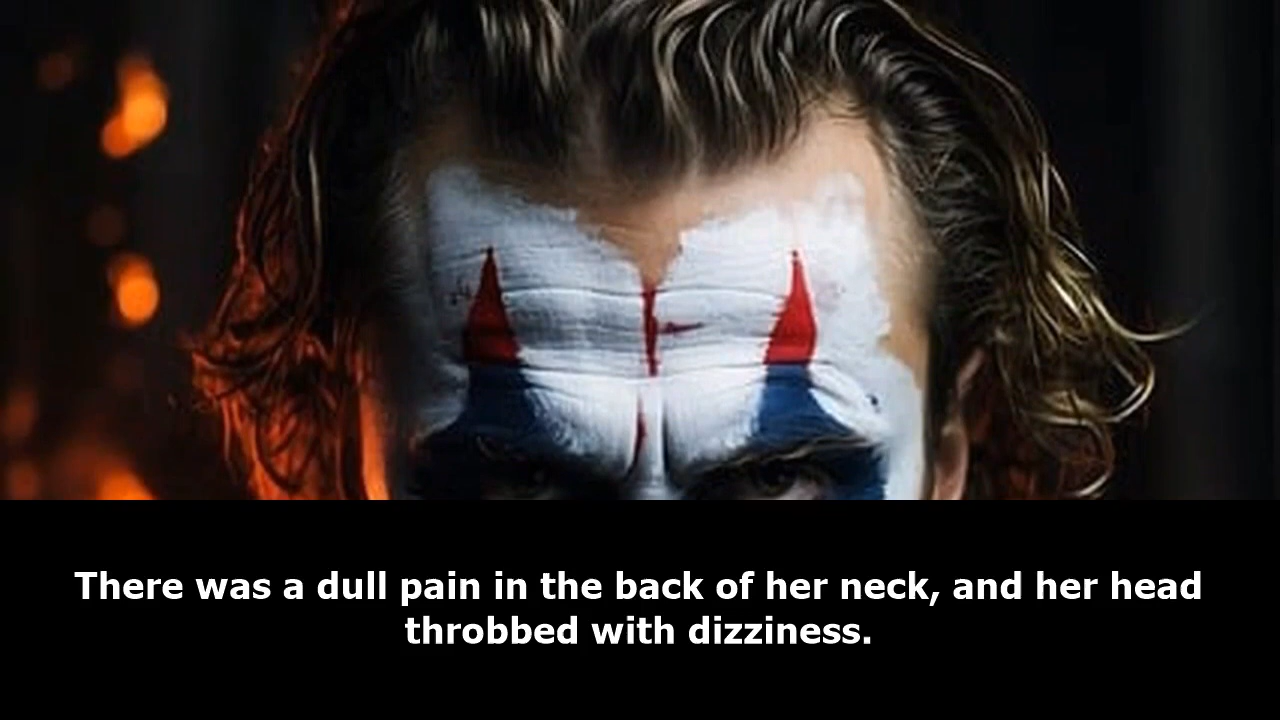 There was a dull pain in the back of her neck, and her head
throbbed with dizziness.